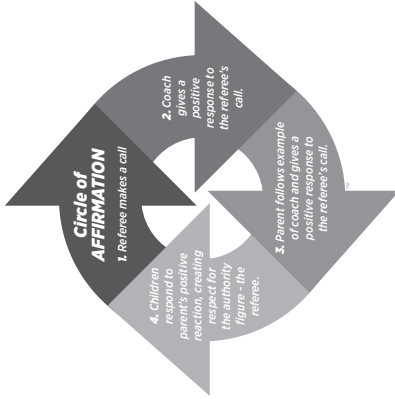 Circle of
AFFIRMATION
1. Referee makes a call
2. Coach
gives a
positive
response to
the referee's
call.
3. Parent follows example
of coach and gives a
positive response to
the referee's call.
4. Children
respond to
parent's positive
reaction, creating
respect for
the authority
figure - the
referee.